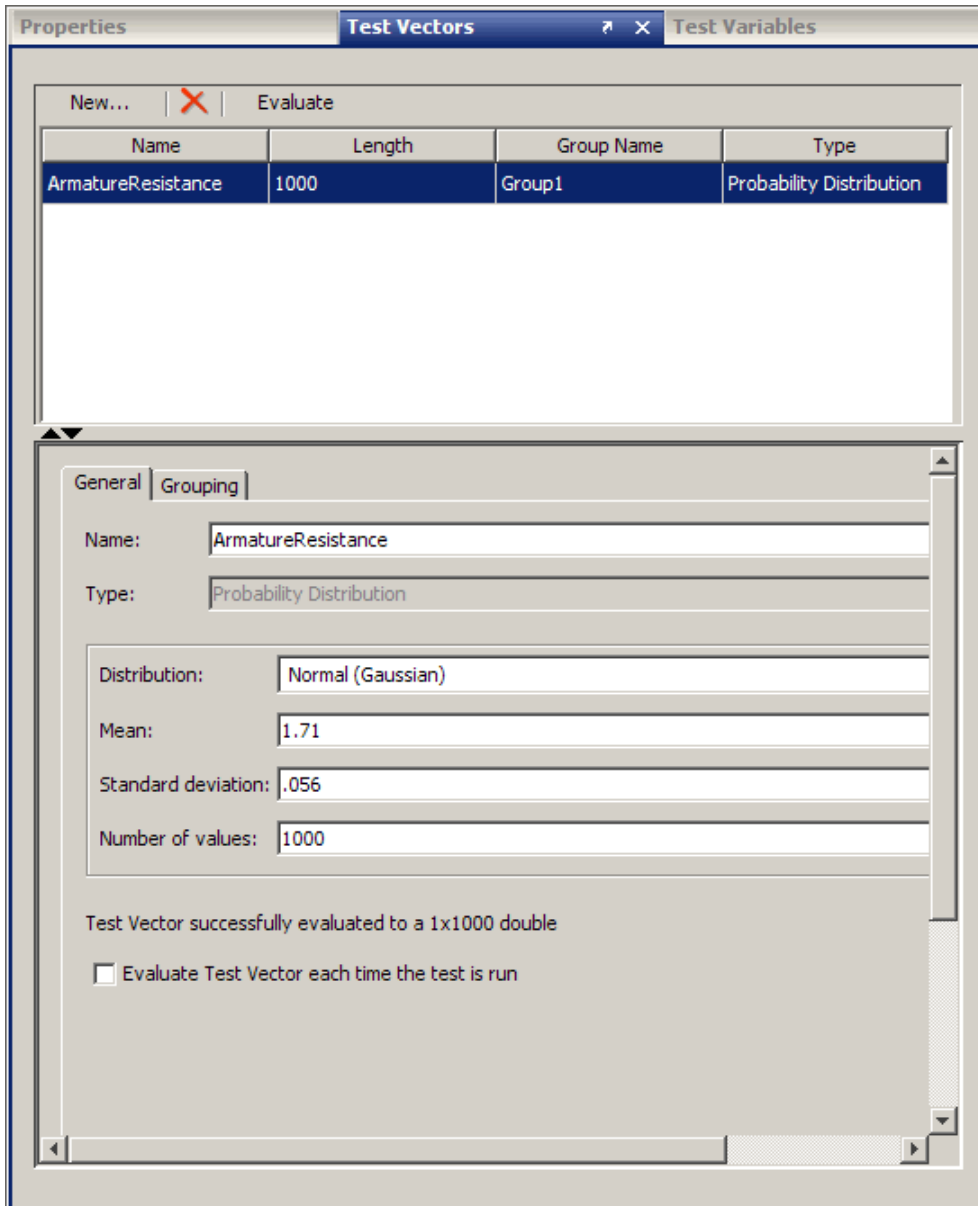 Properties Test Vectors Test Variables
New... Evaluate
Name Length Group Name Type
ArmatureResistance 1000 Group1 Probability Distribution
General Grouping
Name: ArmatureResistance
Type: Probability Distribution
Distribution: Normal (Gaussian)
Mean: 1.71
Standard deviation: .056
Number of values: 1000
Test Vector successfully evaluated to a 1x1000 double
Evaluate Test Vector each time the test is run